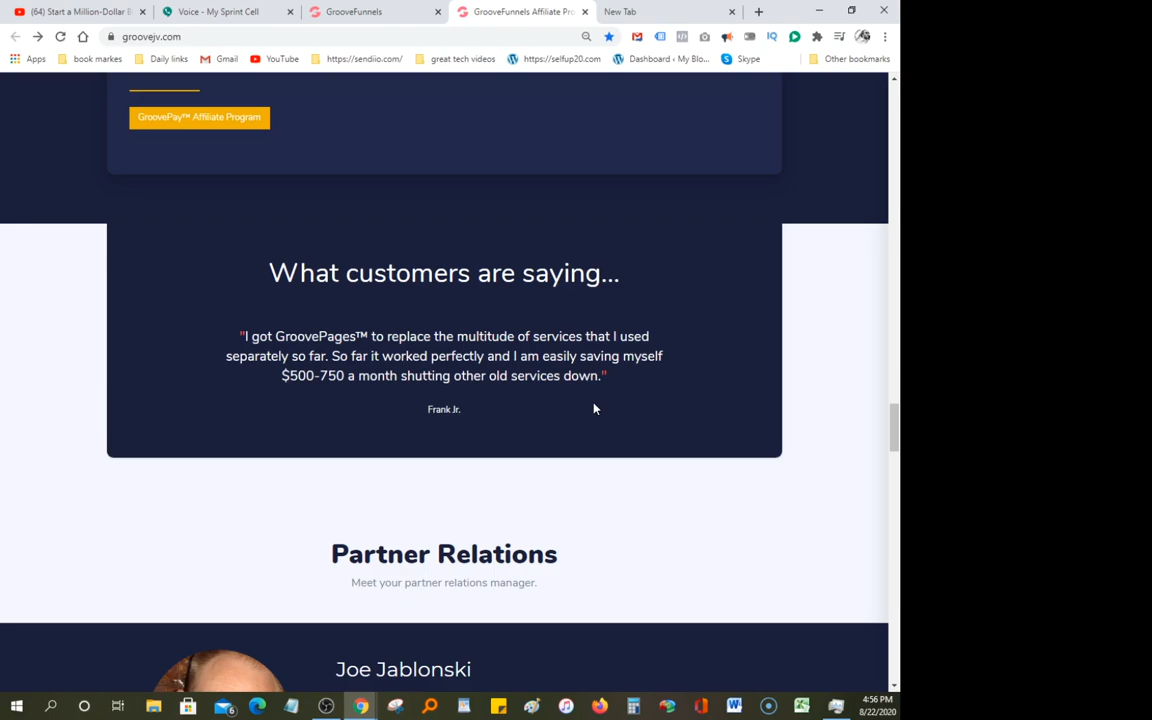 (64) Start a Million-Dollar B
Voice - My Sprint Cell
GrooveFunnels
GrooveFunnels Affiliate Pro
New Tab
groovejv.com
Apps
book markes
Daily links
Gmail
YouTube
https://sendiio.com/
great tech videos
https://selfup20.com
Dashboard ‹ My Blo...
Skype
Other bookmarks
GroovePay™ Affiliate Program
What customers are saying...
"I got GroovePages™ to replace the multitude of services that I used
separately so far. So far it worked perfectly and I am easily saving myself
$500-750 a month shutting other old services down."
Frank Jr.
Partner Relations
Meet your partner relations manager.
Joe Jablonski
4:56 PM
8/22/2020